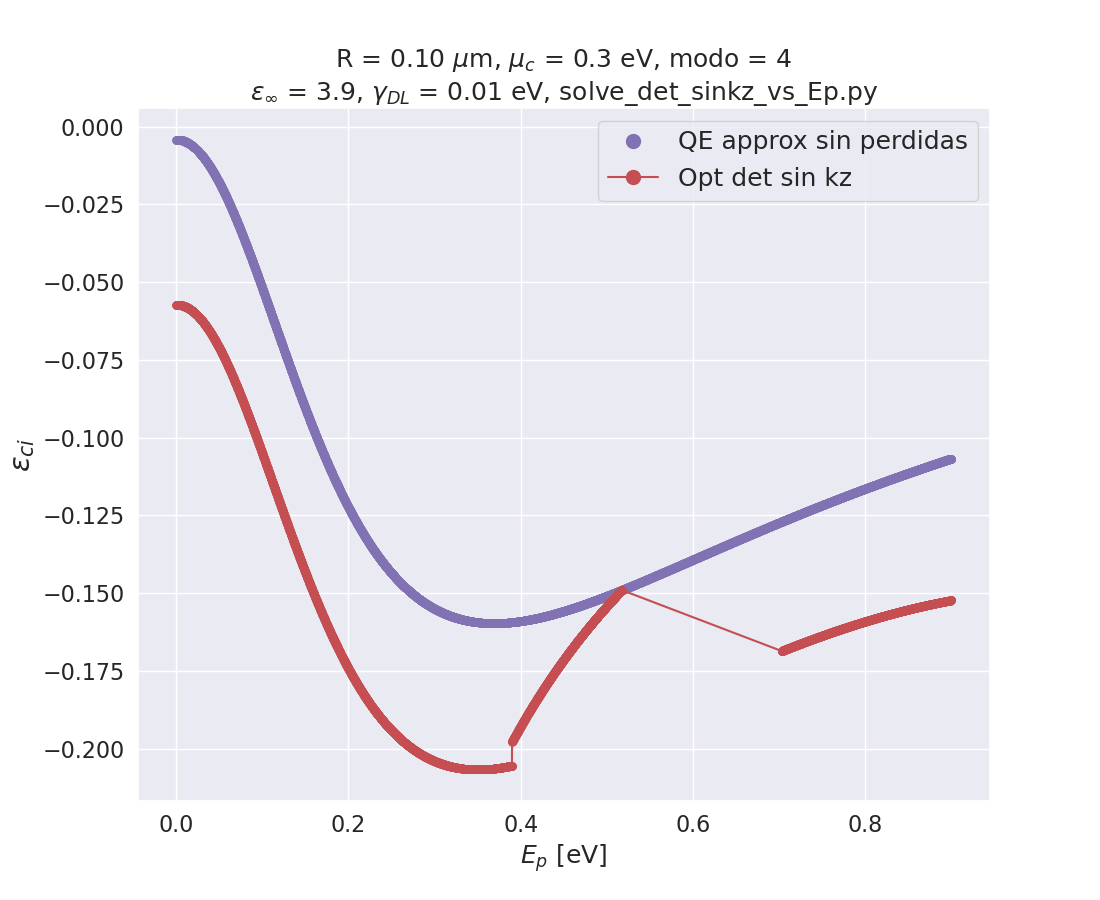 R = 0.10 μm, μ_c = 0.3 eV, modo = 4
ε_∞ = 3.9, γ_DL = 0.01 eV, solve_det_sinkz_vs_Ep.py
QE approx sin perdidas
Opt det sin kz
0.000
−0.025
−0.050
−0.075
−0.100
−0.125
−0.150
−0.175
−0.200
ε_ci
0.0 0.2 0.4 0.6 0.8
E_p [eV]